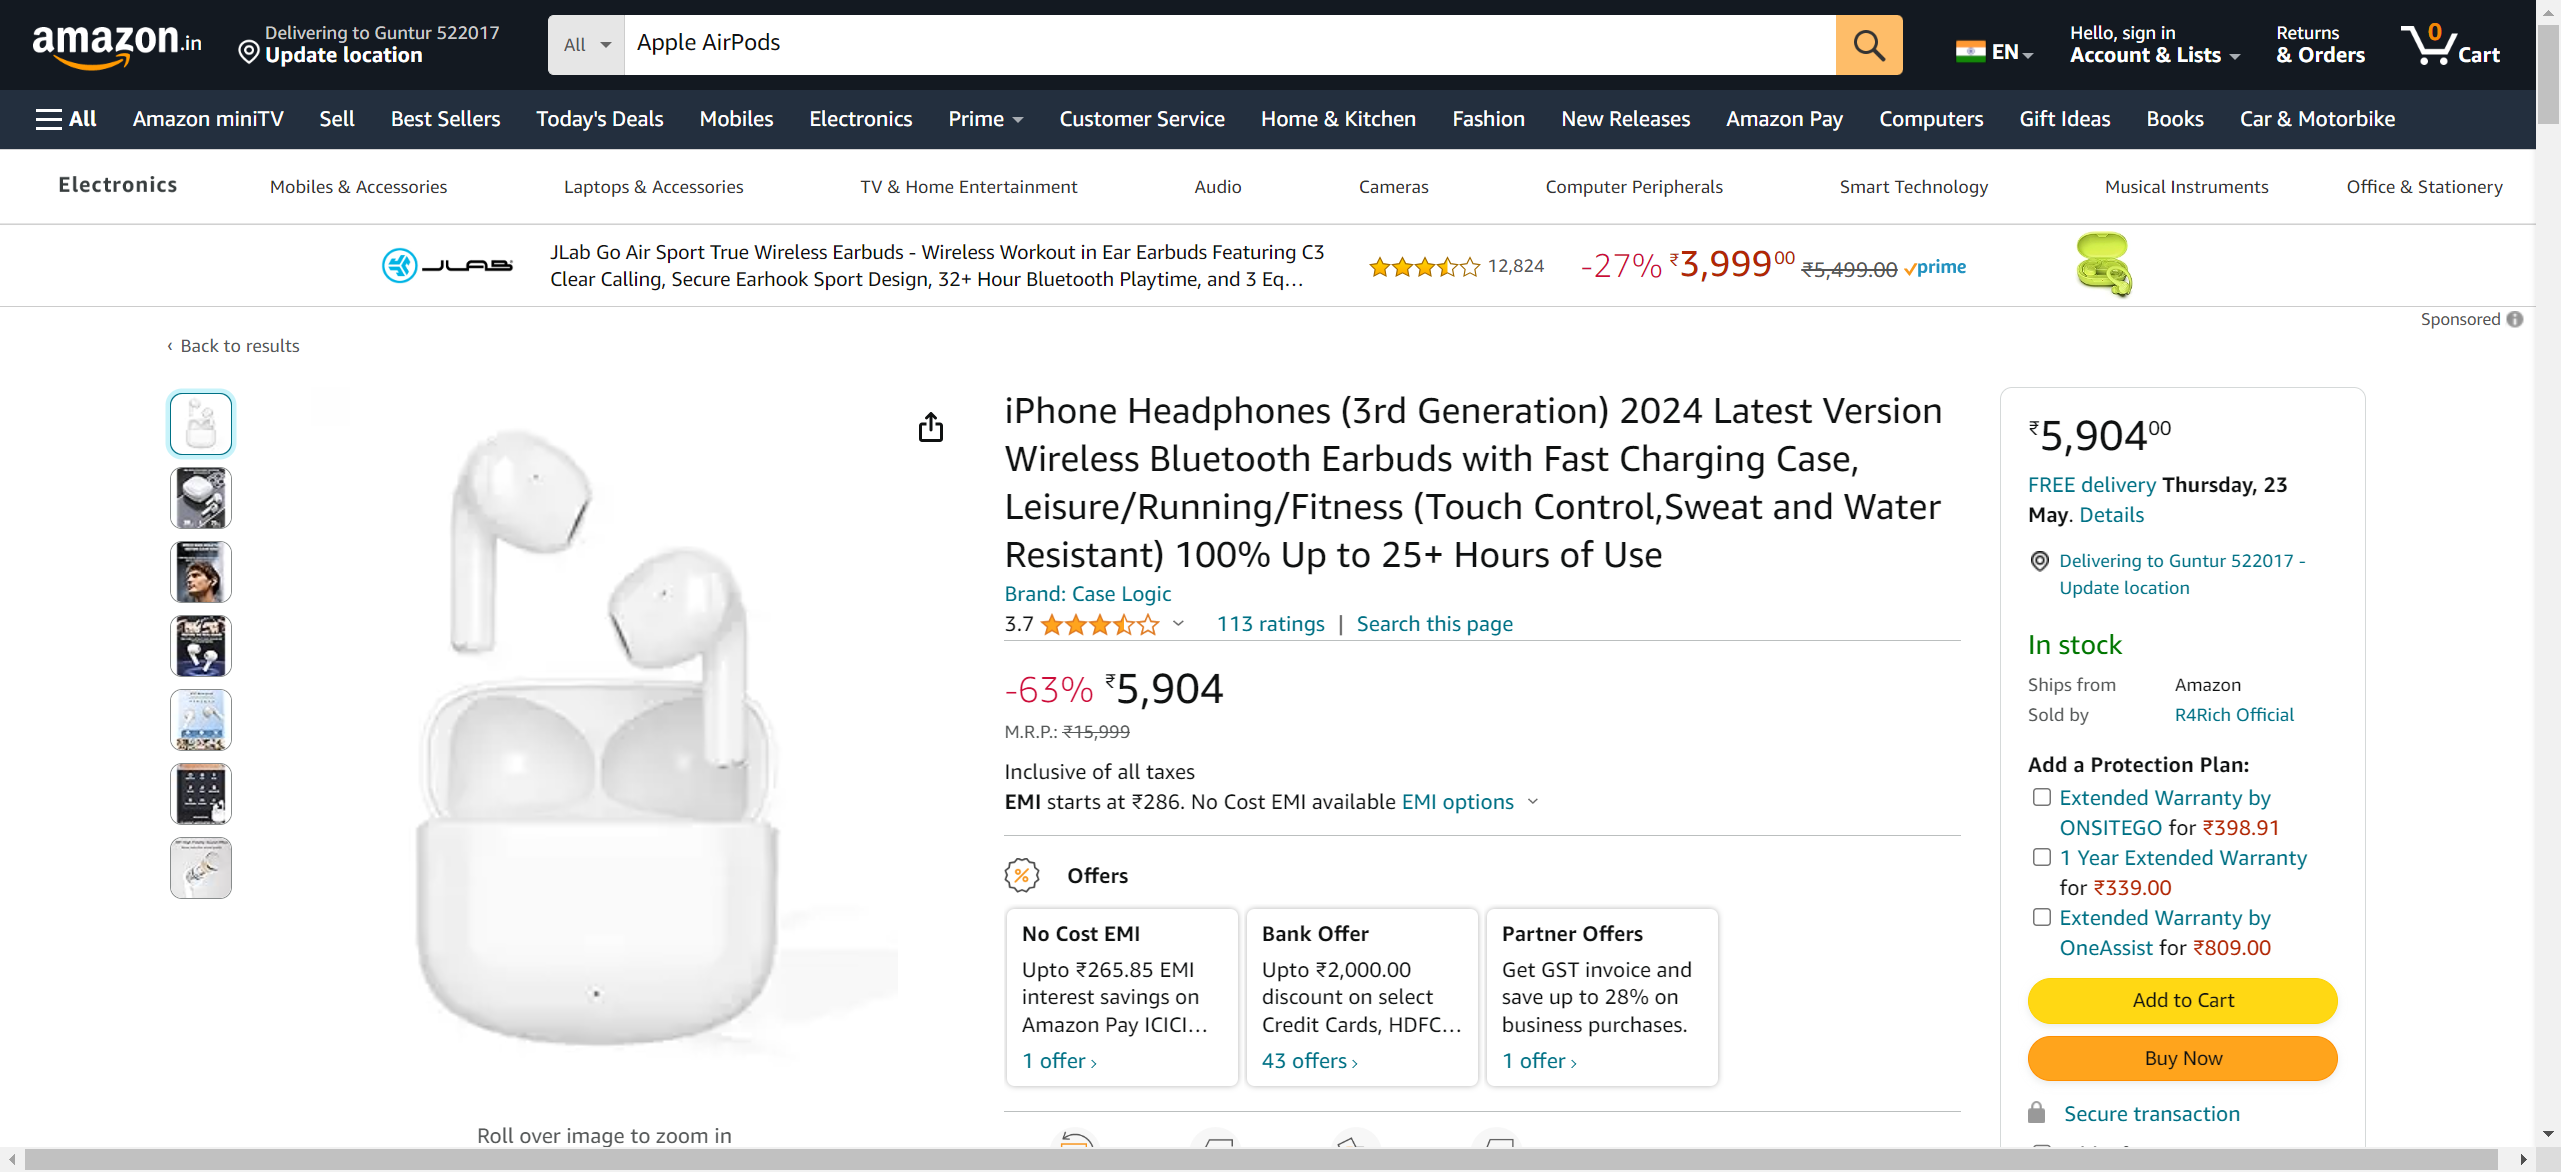 amazon.in
Delivering to Guntur 522017
Update location
All
Apple AirPods
EN
Hello, sign in
Account & Lists
Returns
& Orders
0
Cart
All
Amazon miniTV
Sell
Best Sellers
Today's Deals
Mobiles
Electronics
Prime
Customer Service
Home & Kitchen
Fashion
New Releases
Amazon Pay
Computers
Gift Ideas
Books
Car & Motorbike
Electronics
Mobiles & Accessories
Laptops & Accessories
TV & Home Entertainment
Audio
Cameras
Computer Peripherals
Smart Technology
Musical Instruments
Office & Stationery
JLAB
JLab Go Air Sport True Wireless Earbuds - Wireless Workout in Ear Earbuds Featuring C3
Clear Calling, Secure Earhook Sport Design, 32+ Hour Bluetooth Playtime, and 3 Eq...
12,824
-27% ₹3,99900 ₹5,499.00 prime
Sponsored
‹ Back to results
iPhone Headphones (3rd Generation) 2024 Latest Version
Wireless Bluetooth Earbuds with Fast Charging Case,
Leisure/Running/Fitness (Touch Control,Sweat and Water
Resistant) 100% Up to 25+ Hours of Use
Brand: Case Logic
3.7
113 ratings | Search this page
-63% ₹5,904
M.R.P.: ₹15,999
Inclusive of all taxes
EMI starts at ₹286. No Cost EMI available EMI options
Offers
No Cost EMI
Upto ₹265.85 EMI
interest savings on
Amazon Pay ICICI...
1 offer ›
Bank Offer
Upto ₹2,000.00
discount on select
Credit Cards, HDFC...
43 offers ›
Partner Offers
Get GST invoice and
save up to 28% on
business purchases.
1 offer ›
Roll over image to zoom in
₹5,90400
FREE delivery Thursday, 23
May. Details
Delivering to Guntur 522017 -
Update location
In stock
Ships from Amazon
Sold by R4Rich Official
Add a Protection Plan:
Extended Warranty by
ONSITEGO for ₹398.91
1 Year Extended Warranty
for ₹339.00
Extended Warranty by
OneAssist for ₹809.00
Add to Cart
Buy Now
Secure transaction